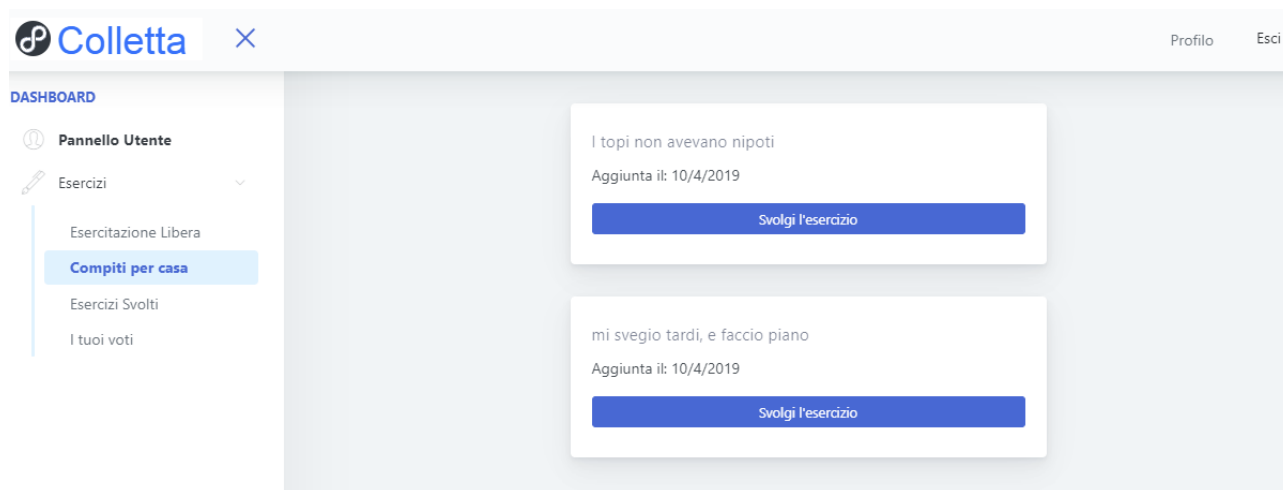 Colletta
Profilo Esci
DASHBOARD
Pannello Utente
Esercizi
Esercitazione Libera
Compiti per casa
Esercizi Svolti
I tuoi voti
I topi non avevano nipoti
Aggiunta il: 10/4/2019
Svolgi l'esercizio
mi svegio tardi, e faccio piano
Aggiunta il: 10/4/2019
Svolgi l'esercizio